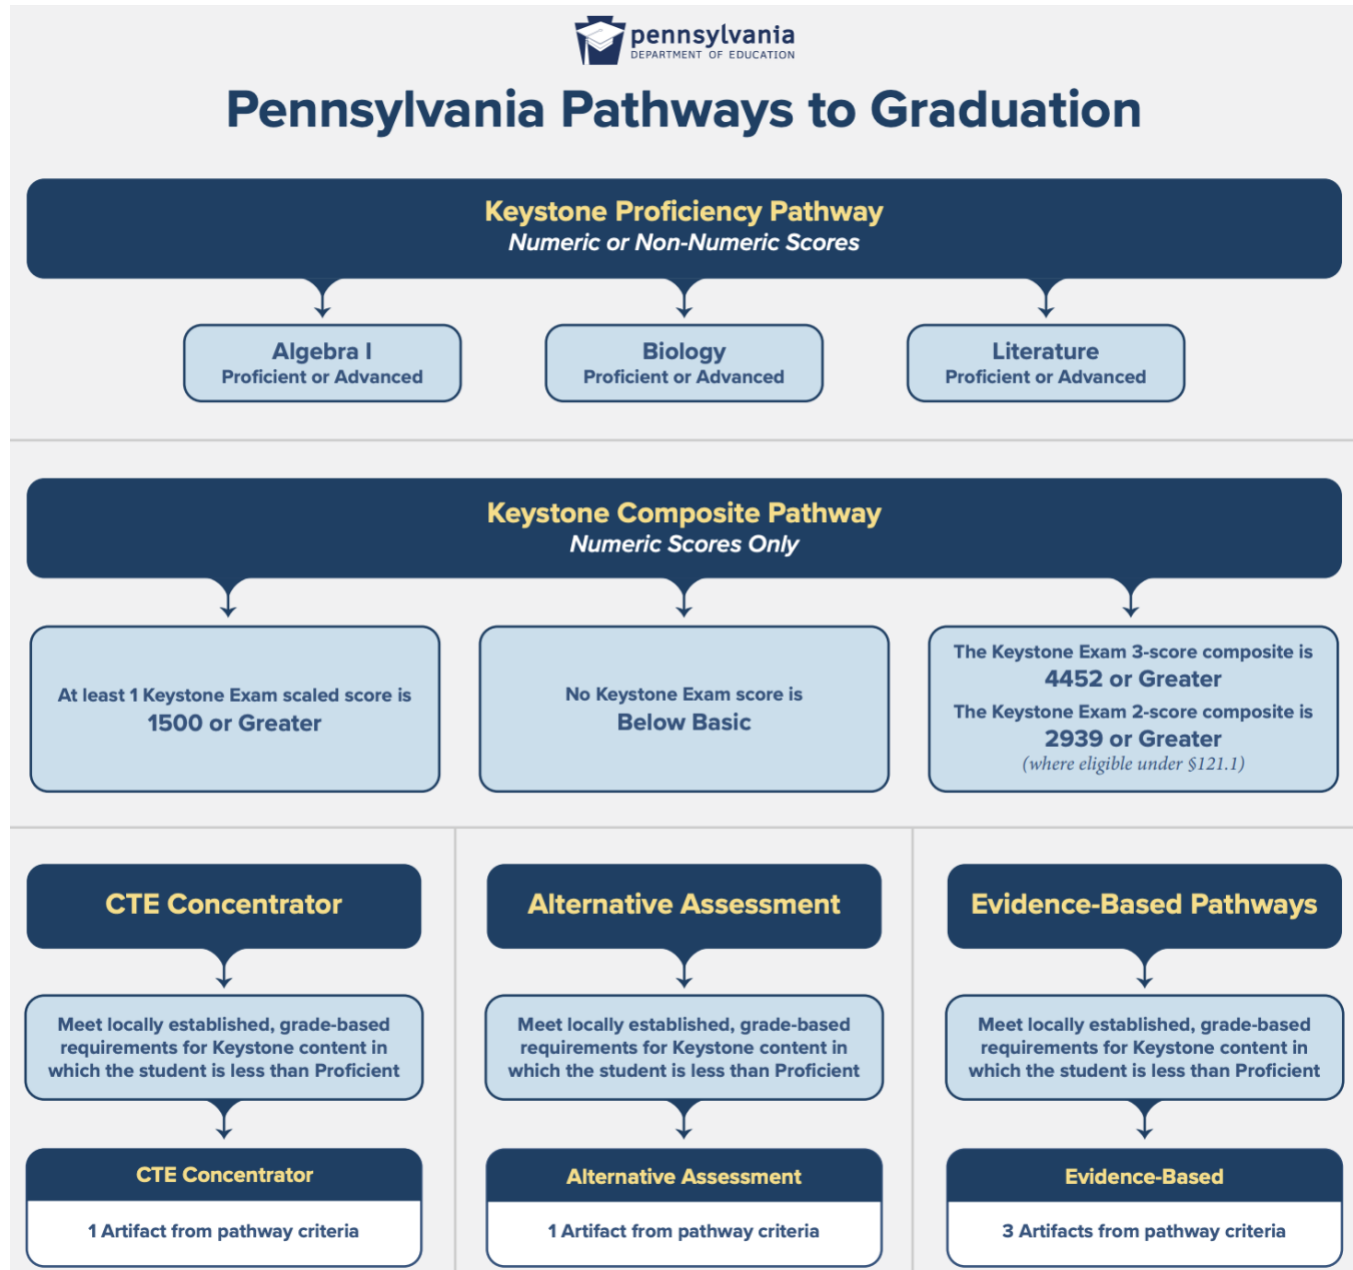 pennsylvania
DEPARTMENT OF EDUCATION
Pennsylvania Pathways to Graduation
Keystone Proficiency Pathway
Numeric or Non-Numeric Scores
Algebra I
Proficient or Advanced
Biology
Proficient or Advanced
Literature
Proficient or Advanced
Keystone Composite Pathway
Numeric Scores Only
At least 1 Keystone Exam scaled score is
1500 or Greater
No Keystone Exam score is
Below Basic
The Keystone Exam 3-score composite is
4452 or Greater
The Keystone Exam 2-score composite is
2939 or Greater
(where eligible under §121.1)
CTE Concentrator
Meet locally established, grade-based
requirements for Keystone content in
which the student is less than Proficient
CTE Concentrator
1 Artifact from pathway criteria
Alternative Assessment
Meet locally established, grade-based
requirements for Keystone content in
which the student is less than Proficient
Alternative Assessment
1 Artifact from pathway criteria
Evidence-Based Pathways
Meet locally established, grade-based
requirements for Keystone content in
which the student is less than Proficient
Evidence-Based
3 Artifacts from pathway criteria